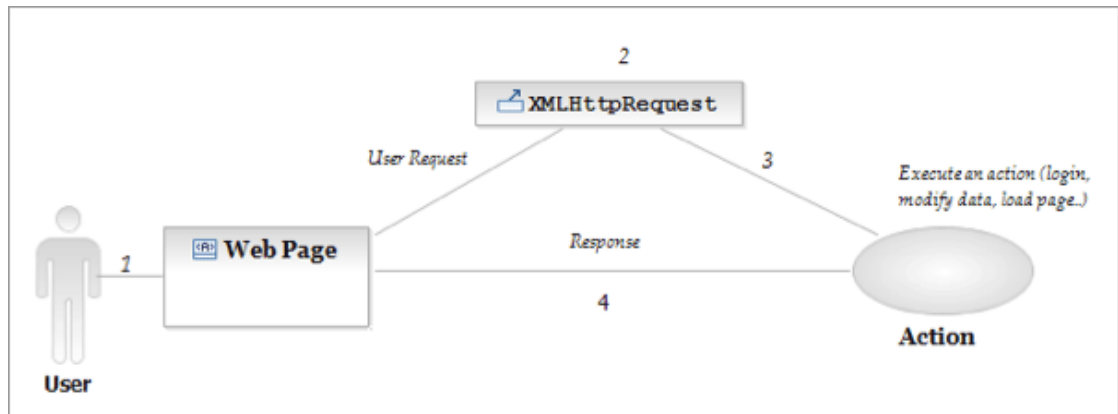 2
XMLHttpRequest
User Request
3
Execute an action (login,
modify data, load page..)
1
<A>
Web Page
Response
4
Action
User